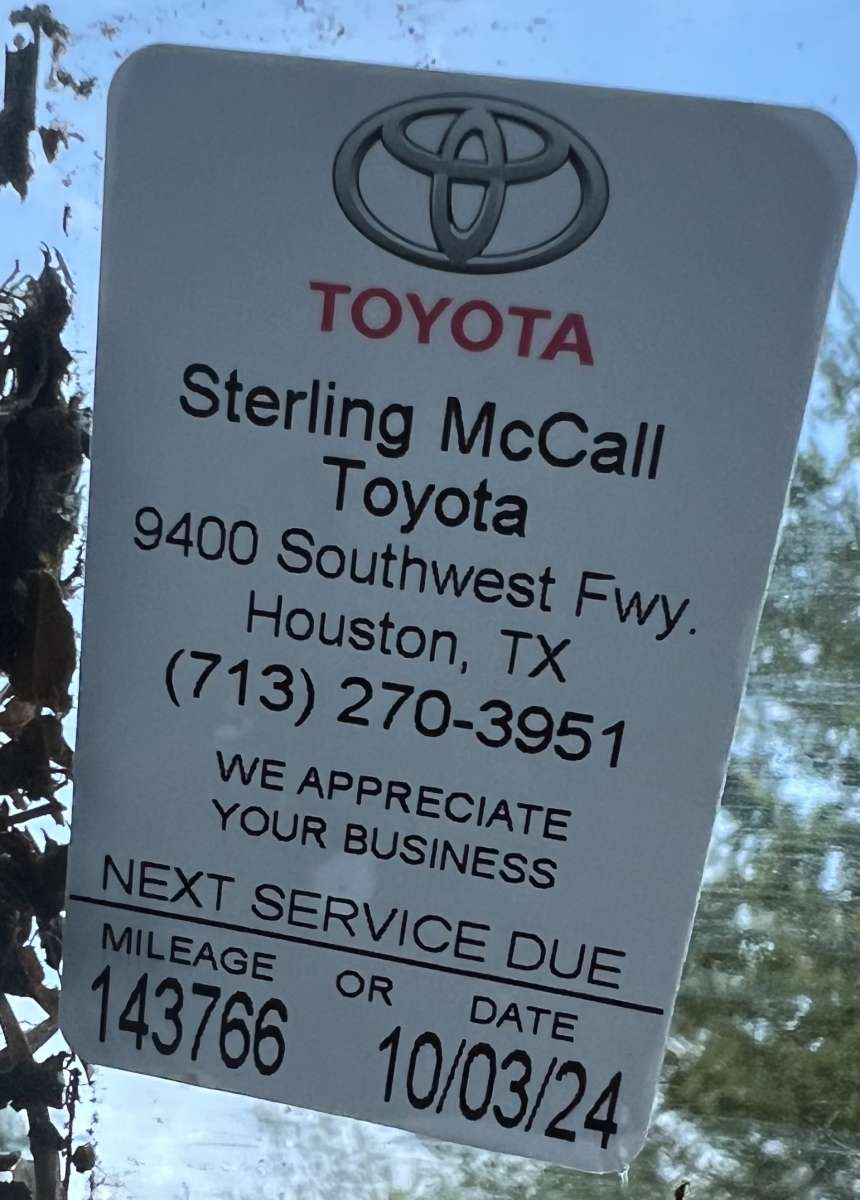 TOYOTA
Sterling McCall
Toyota
9400 Southwest Fwy.
Houston, TX
(713) 270-3951
WE APPRECIATE
YOUR BUSINESS
NEXT SERVICE DUE
MILEAGE OR DATE
143766 10/03/24